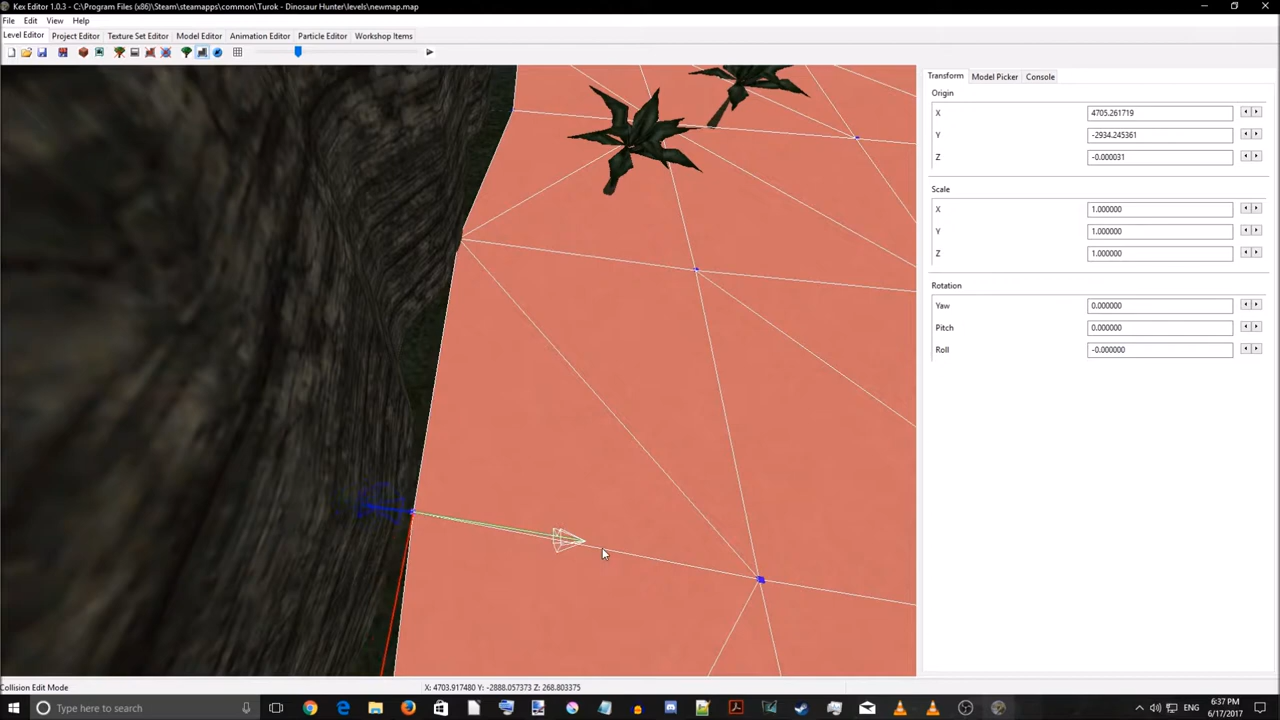 Kex Editor 1.0.3 - C:\Program Files (x86)\Steam\steamapps\common\Turok - Dinosaur Hunter\levels\newmap.map
File Edit View Help
Level Editor Project Editor Texture Set Editor Model Editor Animation Editor Particle Editor Workshop Items
Transform Model Picker Console
Origin
X 4705.261719
Y -2934.245361
Z -0.000031
Scale
X 1.000000
Y 1.000000
Z 1.000000
Rotation
Yaw 0.000000
Pitch 0.000000
Roll -0.000000
Collision Edit Mode X: 4703.917480 Y: -2888.057373 Z: 268.803375
Type here to search
ENG
6:37 PM
6/17/2017